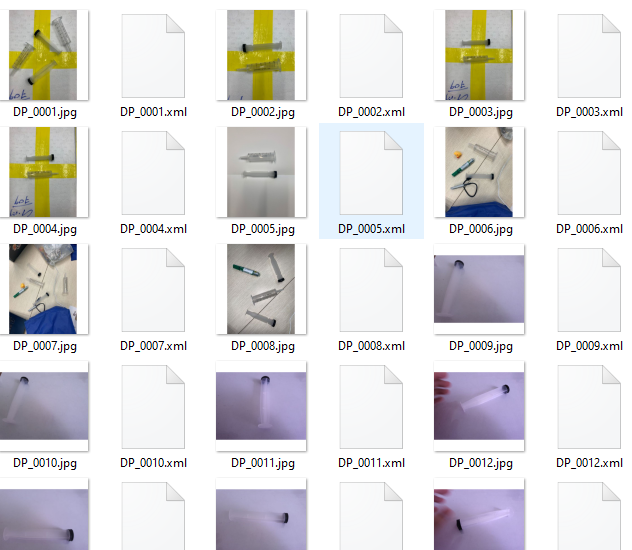 DP_0001.jpg DP_0001.xml DP_0002.jpg DP_0002.xml DP_0003.jpg DP_0003.xml
DP_0004.jpg DP_0004.xml DP_0005.jpg DP_0005.xml DP_0006.jpg DP_0006.xml
DP_0007.jpg DP_0007.xml DP_0008.jpg DP_0008.xml DP_0009.jpg DP_0009.xml
DP_0010.jpg DP_0010.xml DP_0011.jpg DP_0011.xml DP_0012.jpg DP_0012.xml